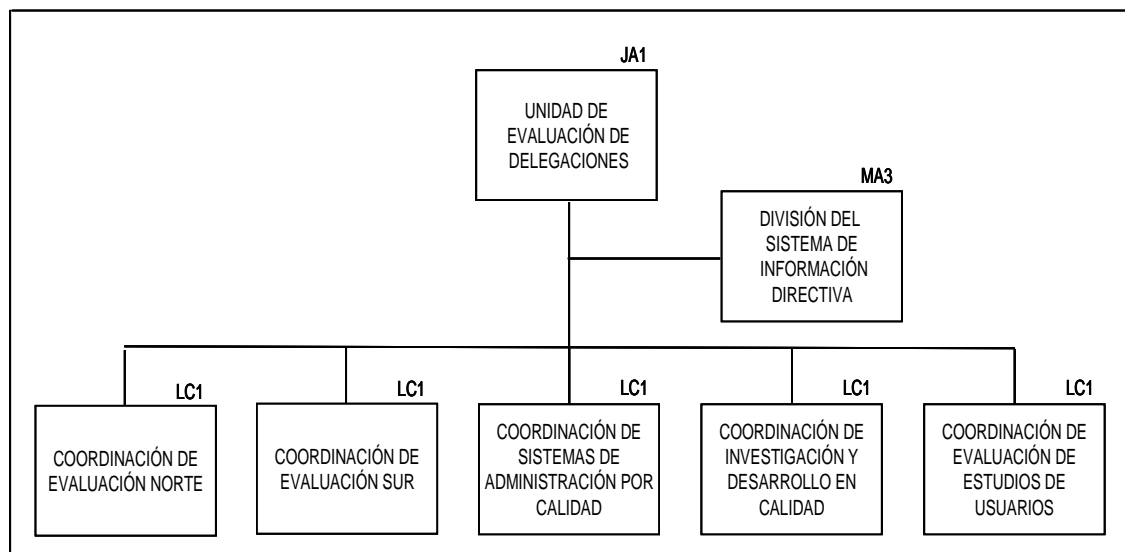 JA1
UNIDAD DE
EVALUACIÓN DE
DELEGACIONES
MA3
DIVISIÓN DEL
SISTEMA DE
INFORMACIÓN
DIRECTIVA
LC1
COORDINACIÓN DE
EVALUACIÓN NORTE
LC1
COORDINACIÓN DE
EVALUACIÓN SUR
LC1
COORDINACIÓN DE
SISTEMAS DE
ADMINISTRACIÓN POR
CALIDAD
LC1
COORDINACIÓN DE
INVESTIGACIÓN Y
DESARROLLO EN
CALIDAD
LC1
COORDINACIÓN DE
EVALUACIÓN DE
ESTUDIOS DE
USUARIOS